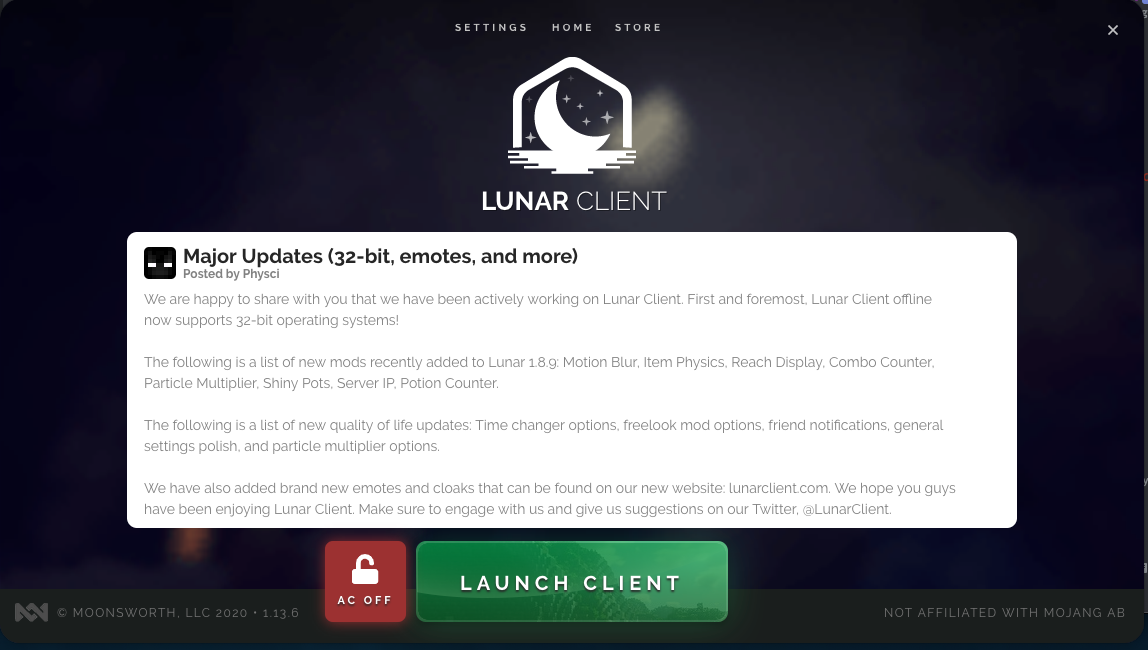 SETTINGS HOME STORE
LUNAR CLIENT
Major Updates (32-bit, emotes, and more)
Posted by Physci
We are happy to share with you that we have been actively working on Lunar Client. First and foremost, Lunar Client offline
now supports 32-bit operating systems!
The following is a list of new mods recently added to Lunar 1.8.9: Motion Blur, Item Physics, Reach Display, Combo Counter,
Particle Multiplier, Shiny Pots, Server IP, Potion Counter.
The following is a list of new quality of life updates: Time changer options, freelook mod options, friend notifications, general
settings polish, and particle multiplier options.
We have also added brand new emotes and cloaks that can be found on our new website: lunarclient.com. We hope you guys
have been enjoying Lunar Client. Make sure to engage with us and give us suggestions on our Twitter, @LunarClient.
AC OFF
LAUNCH CLIENT
© MOONSWORTH, LLC 2020 • 1.13.6
NOT AFFILIATED WITH MOJANG AB